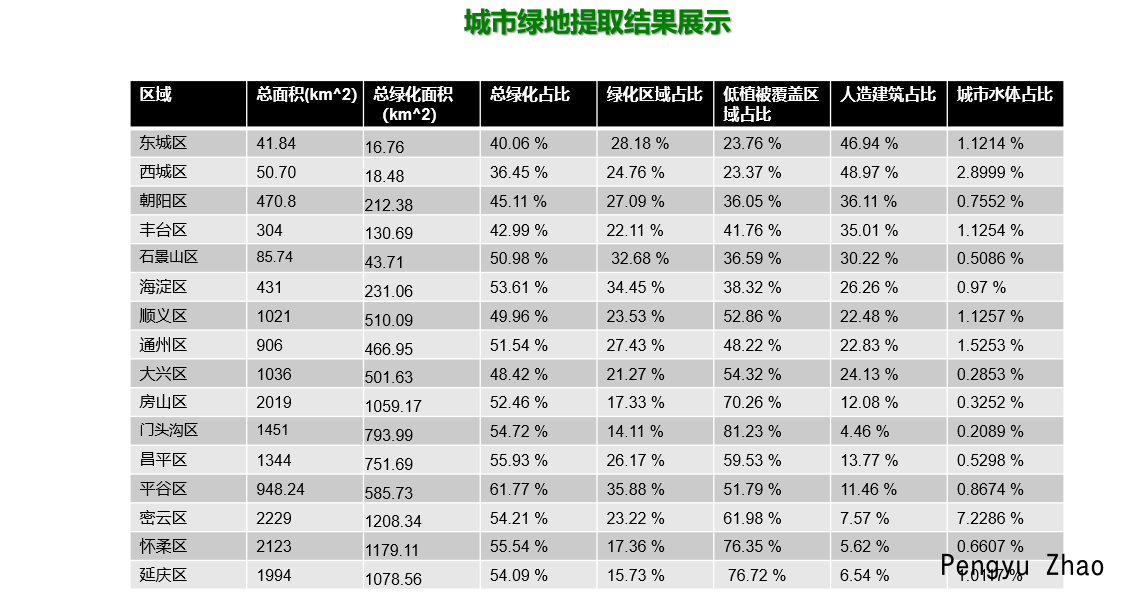 城市绿地提取结果展示
区域 总面积(km^2) 总绿化面积(km^2) 总绿化占比 绿化区域占比 低植被覆盖区域占比 人造建筑占比 城市水体占比
东城区 41.84 16.76 40.06 % 28.18 % 23.76 % 46.94 % 1.1214 %
西城区 50.70 18.48 36.45 % 24.76 % 23.37 % 48.97 % 2.8999 %
朝阳区 470.8 212.38 45.11 % 27.09 % 36.05 % 36.11 % 0.7552 %
丰台区 304 130.69 42.99 % 22.11 % 41.76 % 35.01 % 1.1254 %
石景山区 85.74 43.71 50.98 % 32.68 % 36.59 % 30.22 % 0.5086 %
海淀区 431 231.06 53.61 % 34.45 % 38.32 % 26.26 % 0.97 %
顺义区 1021 510.09 49.96 % 23.53 % 52.86 % 22.48 % 1.1257 %
通州区 906 466.95 51.54 % 27.43 % 48.22 % 22.83 % 1.5253 %
大兴区 1036 501.63 48.42 % 21.27 % 54.32 % 24.13 % 0.2853 %
房山区 2019 1059.17 52.46 % 17.33 % 70.26 % 12.08 % 0.3252 %
门头沟区 1451 793.99 54.72 % 14.11 % 81.23 % 4.46 % 0.2089 %
昌平区 1344 751.69 55.93 % 26.17 % 59.53 % 13.77 % 0.5298 %
平谷区 948.24 585.73 61.77 % 35.88 % 51.79 % 11.46 % 0.8674 %
密云区 2229 1208.34 54.21 % 23.22 % 61.98 % 7.57 % 7.2286 %
怀柔区 2123 1179.11 55.54 % 17.36 % 76.35 % 5.62 % 0.6607 %
延庆区 1994 1078.56 54.09 % 15.73 % 76.72 % 6.54 %
Pengyu Zhao